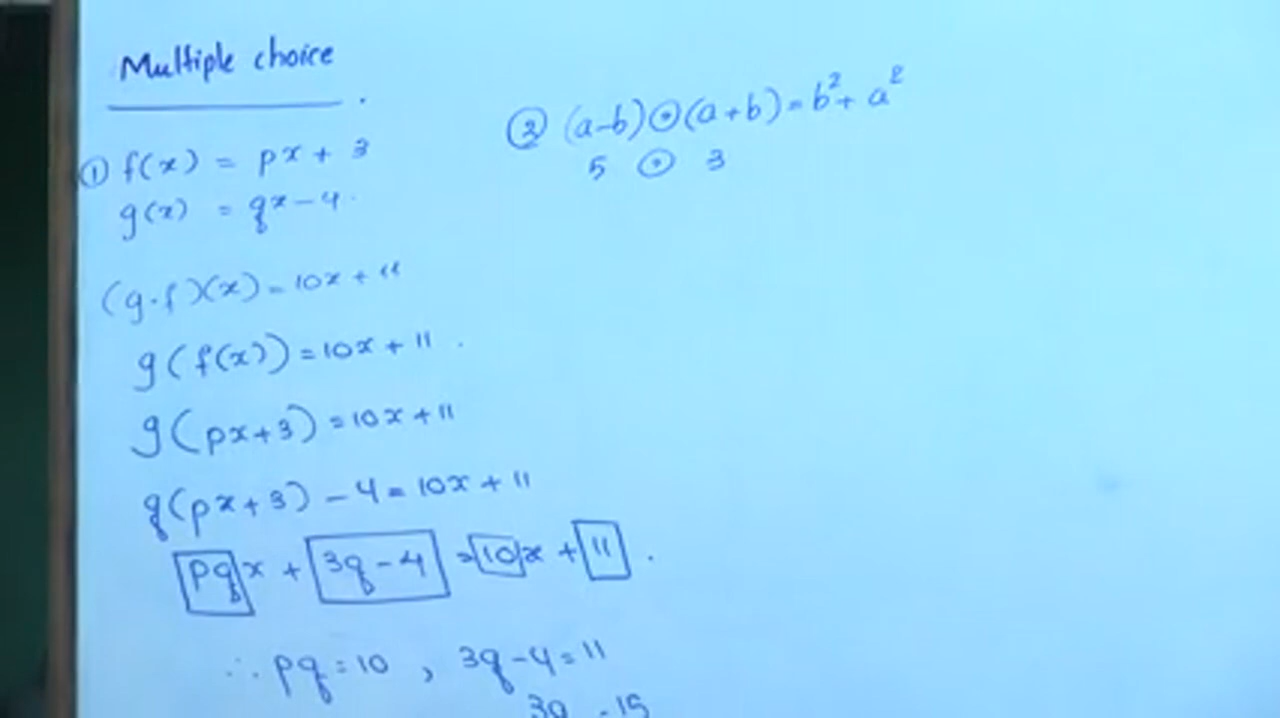 Multiple choice
① f(x) = px + 3
g(x) = qx - 4.
(g.f)(x) = 10x + 11
g(f(x)) = 10x + 11.
g(px+3) = 10x + 11
q(px+3) - 4 = 10x + 11
pqx + 3q-4 = 10x + 11.
∴ pq = 10, 3q-4 = 11
3q = 15
② (a-b)⊙(a+b) = b²+a²
5 ⊙ 3